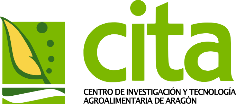 cita
CENTRO DE INVESTIGACIÓN Y TECNOLOGÍA
AGROALIMENTARIA DE ARAGÓN